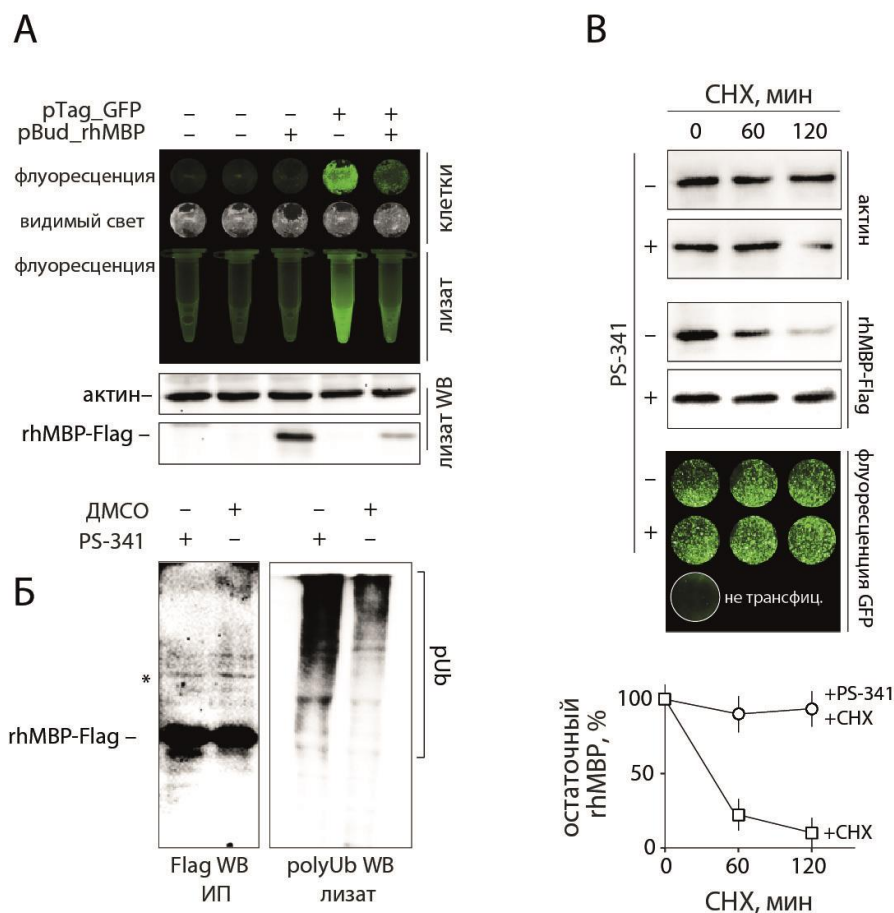 А
pTag_GFP – – – + +
pBud_rhMBP – – + – +
флуоресценция
видимый свет
клетки
флуоресценция
лизат
актин–
rhMBP-Flag –
лизат WB
ДМСО – + – +
PS-341 + – + –
Б
*
rhMBP-Flag –
pUb
Flag WB
ИП
polyUb WB
лизат
В
CHX, мин
0 60 120
PS-341
–
+
актин
–
+
rhMBP-Flag
–
+
не трансфиц.
флуоресценция GFP
остаточный
rhMBP, %
100
50
0
+PS-341
+CHX
+CHX
0 60 120
CHX, мин